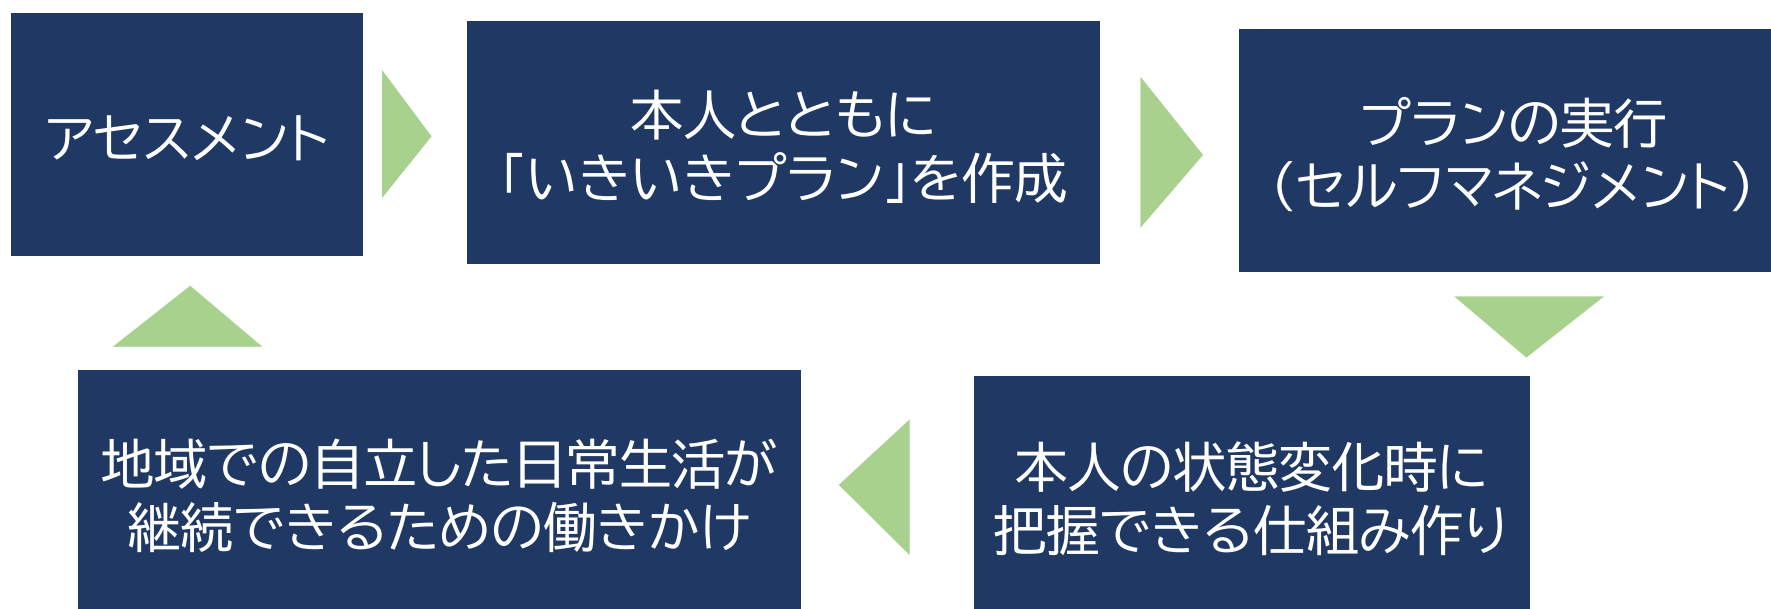 アセスメント
本人とともに
「いきいきプラン」を作成
プランの実行
（セルフマネジメント）
本人の状態変化時に
把握できる仕組み作り
地域での自立した日常生活が
継続できるための働きかけ